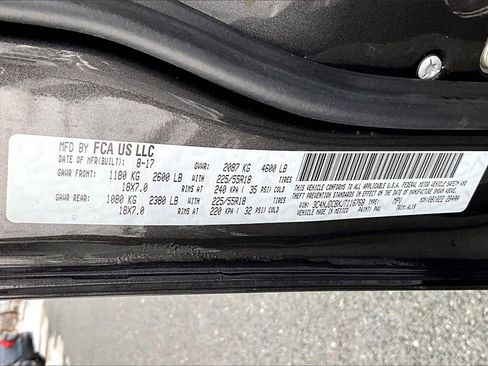 MFD BY FCA US LLC
DATE OF MFR(BUILT): 8-17 GVWR: 2087 KG 4600 LB
GAWR FRONT: 1180 KG 2600 LB WITH 225/55R18 TIRES
18X7.0 RIMS AT 240 KPA ( 35 PSI) COLD
GAWR REAR: 1080 KG 2380 LB WITH 225/55R18 TIRES
18X7.0 RIMS AT 220 KPA ( 32 PSI) COLD
THIS VEHICLE CONFORMS TO ALL APPLICABLE U.S.A. FEDERAL MOTOR VEHICLE SAFETY AND
THEFT PREVENTION STANDARDS IN EFFECT ON THE DATE OF MANUFACTURE SHOWN ABOVE.
TYPE: MPV MDH:
MADE IN MEXICO PAINT: TRIM: